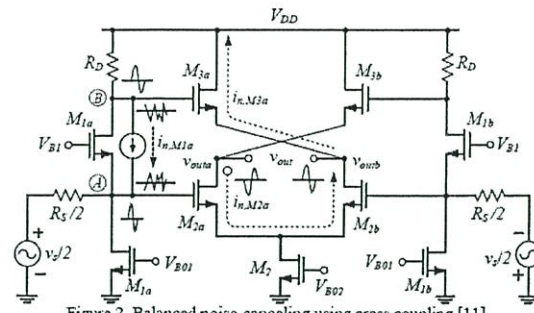 V_DD
R_D
R_D
M_3a
M_3b
B
M_1a
i_n,M3a
M_1b
V_B1
i_n,M1a
V_B1
v_outa
v_out
v_outb
A
R_S/2
M_2a
i_n,M2a
M_2b
R_S/2
v_s/2
V_B01
M_2
V_B01
v_s/2
M_1a
V_B02
M_1b
Figure 2. Balanced noise-canceling using cross coupling [11]